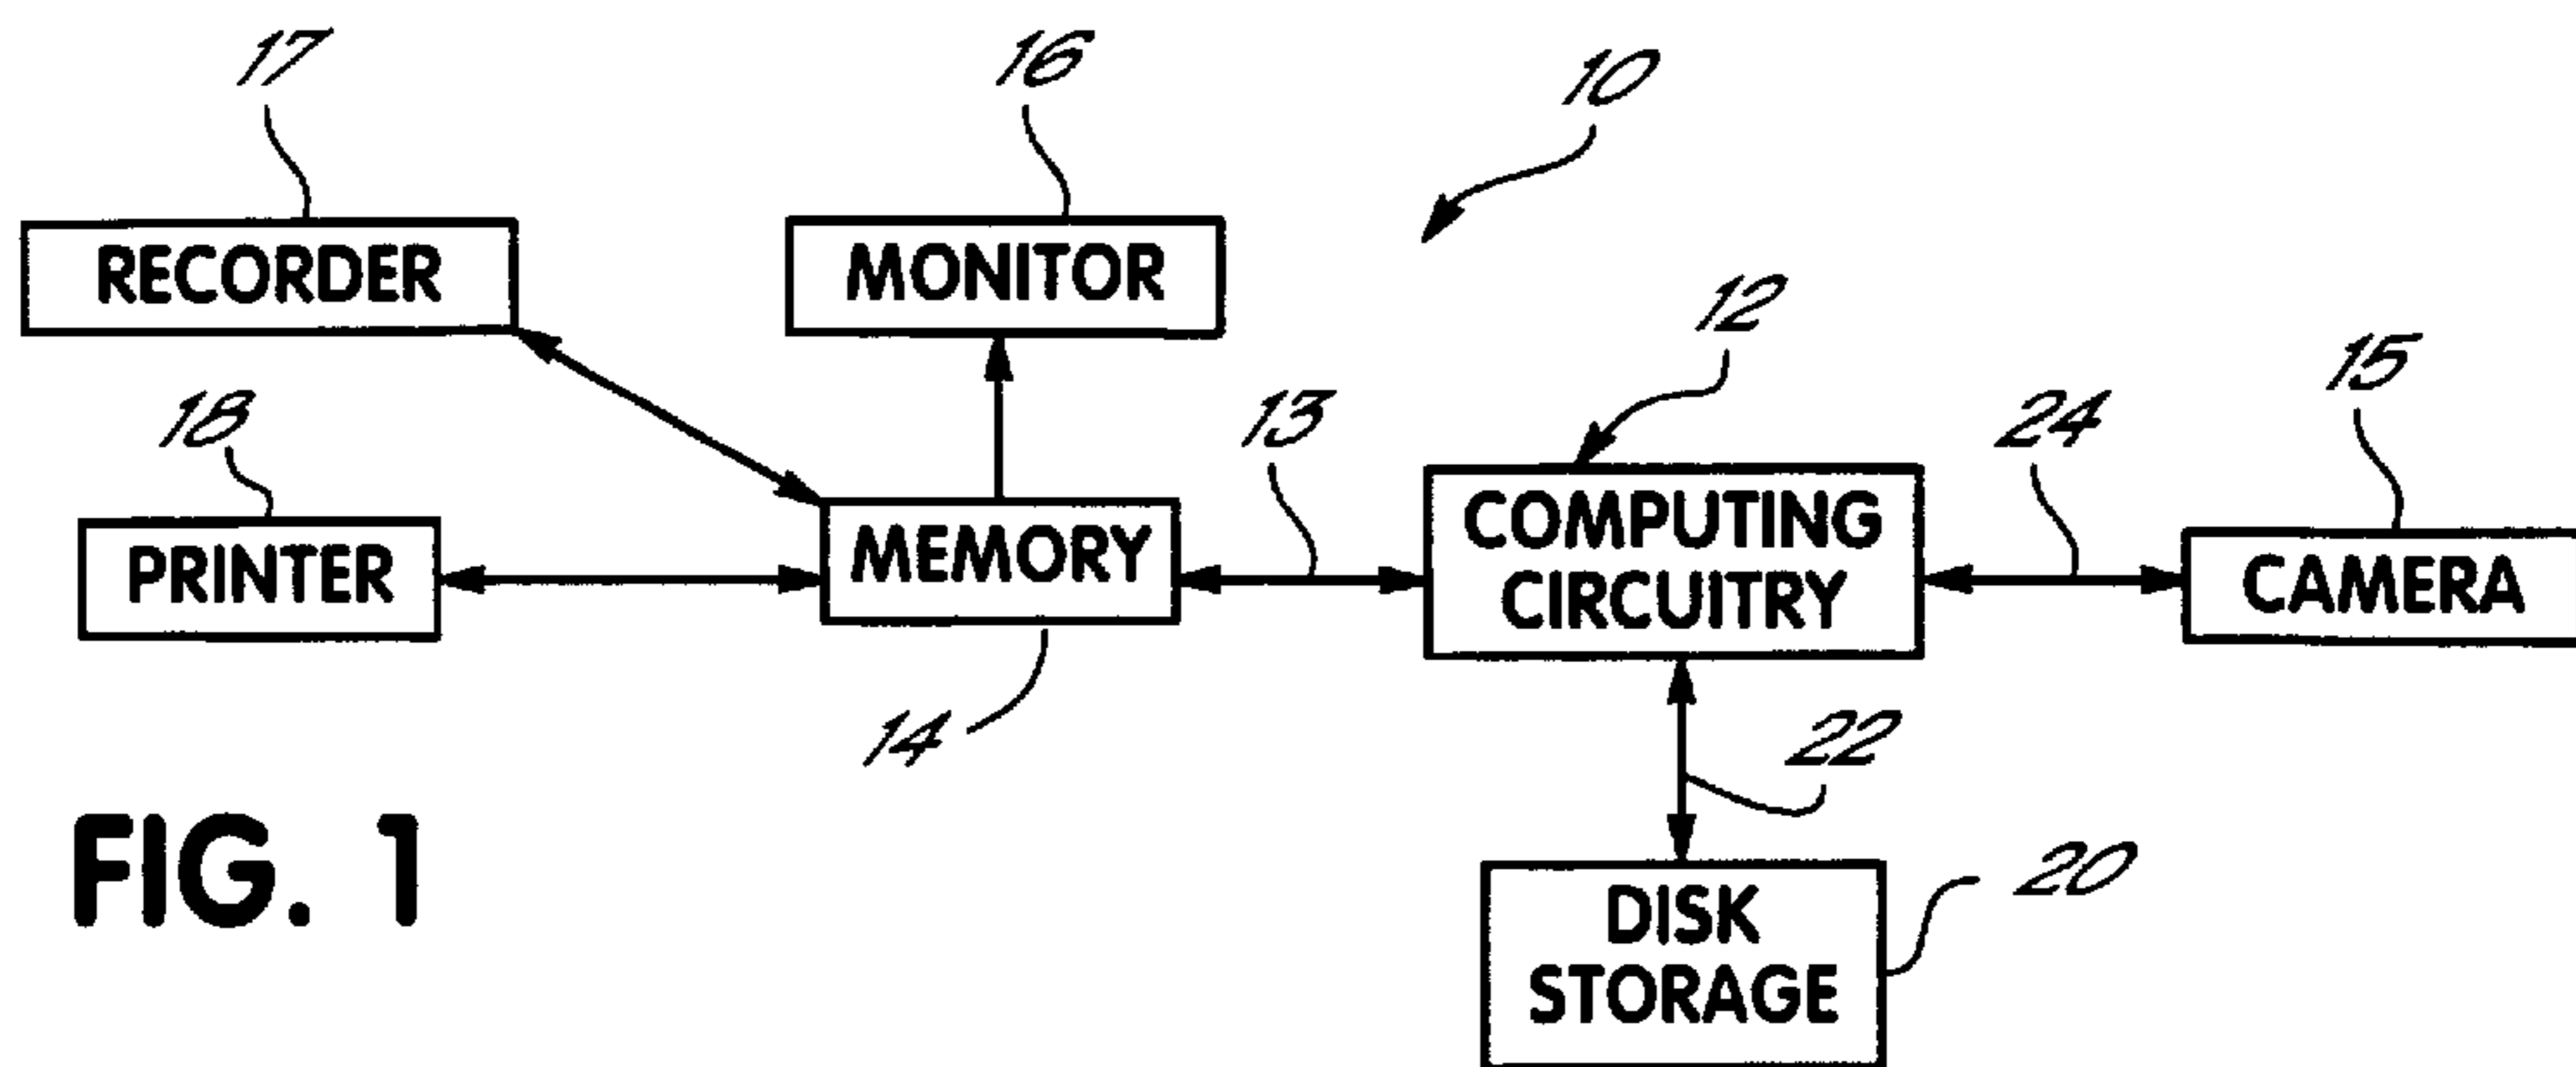 17
16
10
RECORDER
MONITOR
12
15
18
13
24
PRINTER
MEMORY
COMPUTING
CIRCUITRY
CAMERA
14
22
FIG. 1
20
DISK
STORAGE